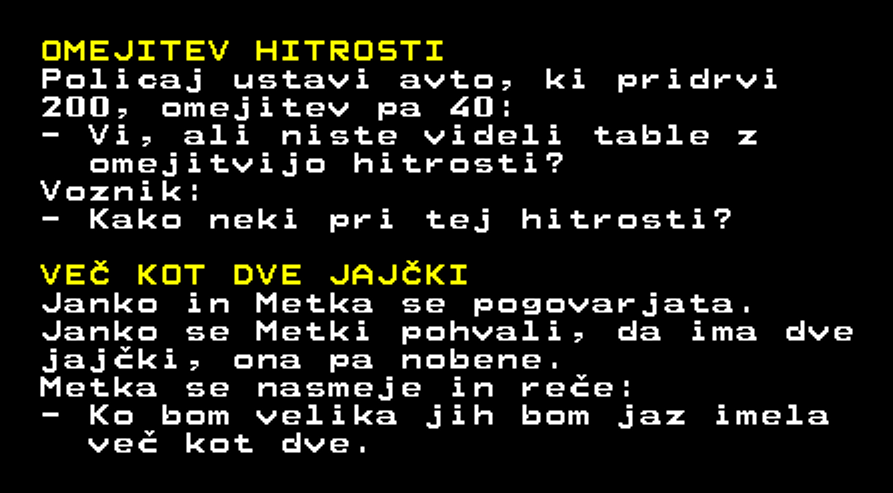 OMEJITEV HITROSTI
Policaj ustavi avto, ki pridrvi
200, omejitev pa 40:
- Vi, ali niste videli table z
omejitvijo hitrosti?
Voznik:
- Kako neki pri tej hitrosti?
VEČ KOT DVE JAJČKI
Janko in Metka se pogovarjata.
Janko se Metki pohvali, da ima dve
jajčki, ona pa nobene.
Metka se nasmeje in reče:
- Ko bom velika jih bom jaz imela
več kot dve.